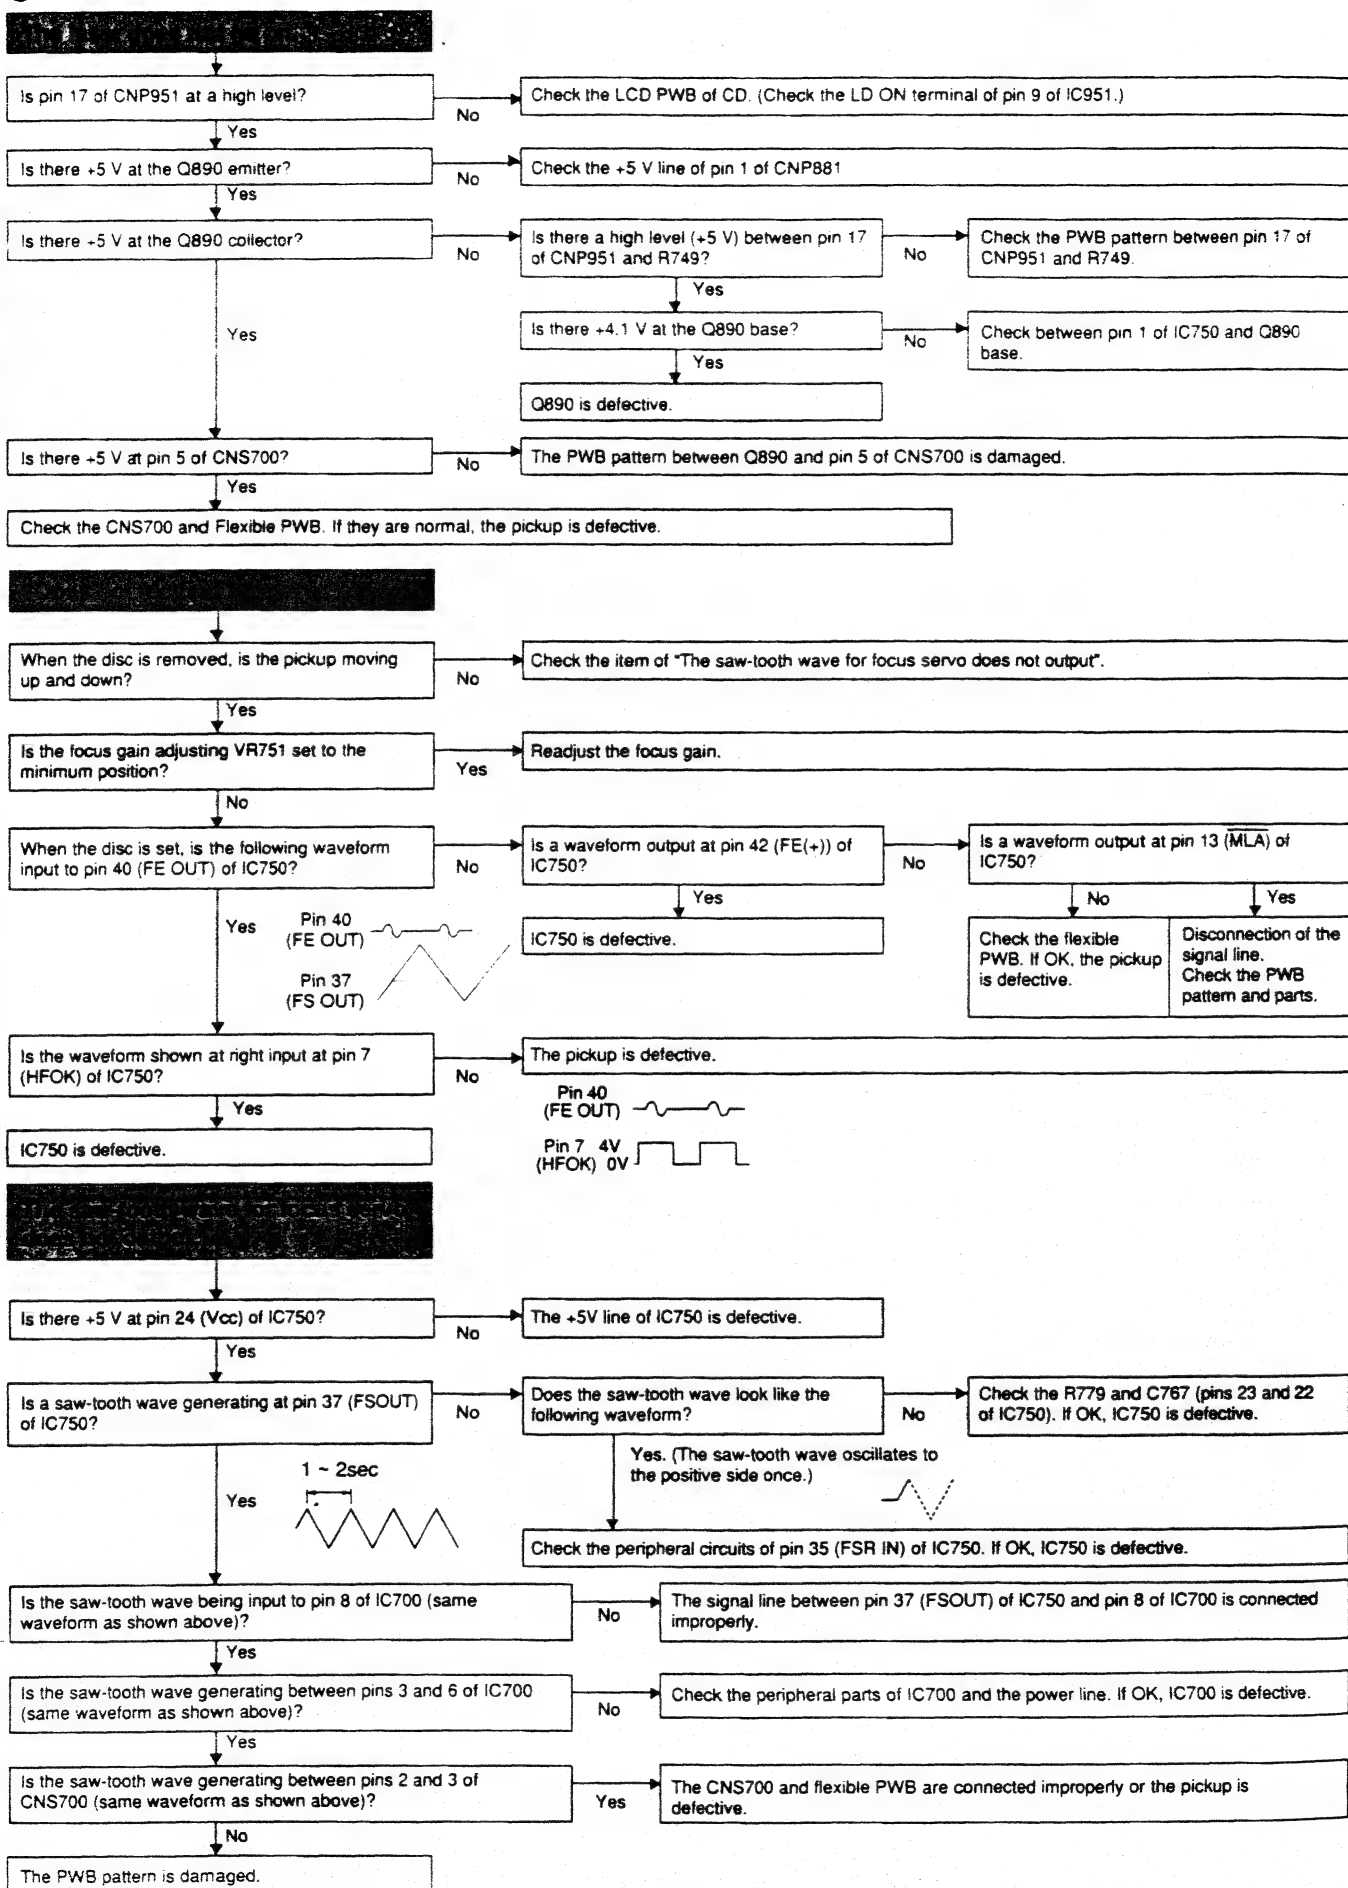 Is pin 17 of CNP951 at a high level?
No
Check the LCD PWB of CD. (Check the LD ON terminal of pin 9 of IC951.)
Yes
Is there +5 V at the Q890 emitter?
No
Check the +5 V line of pin 1 of CNP881
Yes
Is there +5 V at the Q890 collector?
No
Is there a high level (+5 V) between pin 17
of CNP951 and R749?
No
Check the PWB pattern between pin 17 of
CNP951 and R749.
Yes
Yes
Is there +4.1 V at the Q890 base?
No
Check between pin 1 of IC750 and Q890
base.
Yes
Q890 is defective.
Is there +5 V at pin 5 of CNS700?
No
The PWB pattern between Q890 and pin 5 of CNS700 is damaged.
Yes
Check the CNS700 and Flexible PWB. If they are normal, the pickup is defective.
When the disc is removed, is the pickup moving
up and down?
No
Check the item of "The saw-tooth wave for focus servo does not output".
Yes
Is the focus gain adjusting VR751 set to the
minimum position?
Yes
Readjust the focus gain.
No
When the disc is set, is the following waveform
input to pin 40 (FE OUT) of IC750?
No
Is a waveform output at pin 42 (FE(+)) of
IC750?
No
Is a waveform output at pin 13 (M̅L̅A̅) of
IC750?
Yes
No
Yes
Yes
Pin 40
(FE OUT)
Pin 37
(FS OUT)
IC750 is defective.
Check the flexible
PWB. If OK, the pickup
is defective.
Disconnection of the
signal line.
Check the PWB
pattern and parts.
Is the waveform shown at right input at pin 7
(HFOK) of IC750?
No
The pickup is defective.
Yes
Pin 40
(FE OUT)
Pin 7 4V
(HFOK) 0V
IC750 is defective.
Is there +5 V at pin 24 (Vcc) of IC750?
No
The +5V line of IC750 is defective.
Yes
Is a saw-tooth wave generating at pin 37 (FSOUT)
of IC750?
No
Does the saw-tooth wave look like the
following waveform?
No
Check the R779 and C767 (pins 23 and 22
of IC750). If OK, IC750 is defective.
Yes. (The saw-tooth wave oscillates to
the positive side once.)
1 ~ 2sec
Yes
Check the peripheral circuits of pin 35 (FSR IN) of IC750. If OK, IC750 is defective.
Is the saw-tooth wave being input to pin 8 of IC700 (same
waveform as shown above)?
No
The signal line between pin 37 (FSOUT) of IC750 and pin 8 of IC700 is connected
improperly.
Yes
Is the saw-tooth wave generating between pins 3 and 6 of IC700
(same waveform as shown above)?
No
Check the peripheral parts of IC700 and the power line. If OK, IC700 is defective.
Yes
Is the saw-tooth wave generating between pins 2 and 3 of
CNS700 (same waveform as shown above)?
Yes
The CNS700 and flexible PWB are connected improperly or the pickup is
defective.
No
The PWB pattern is damaged.